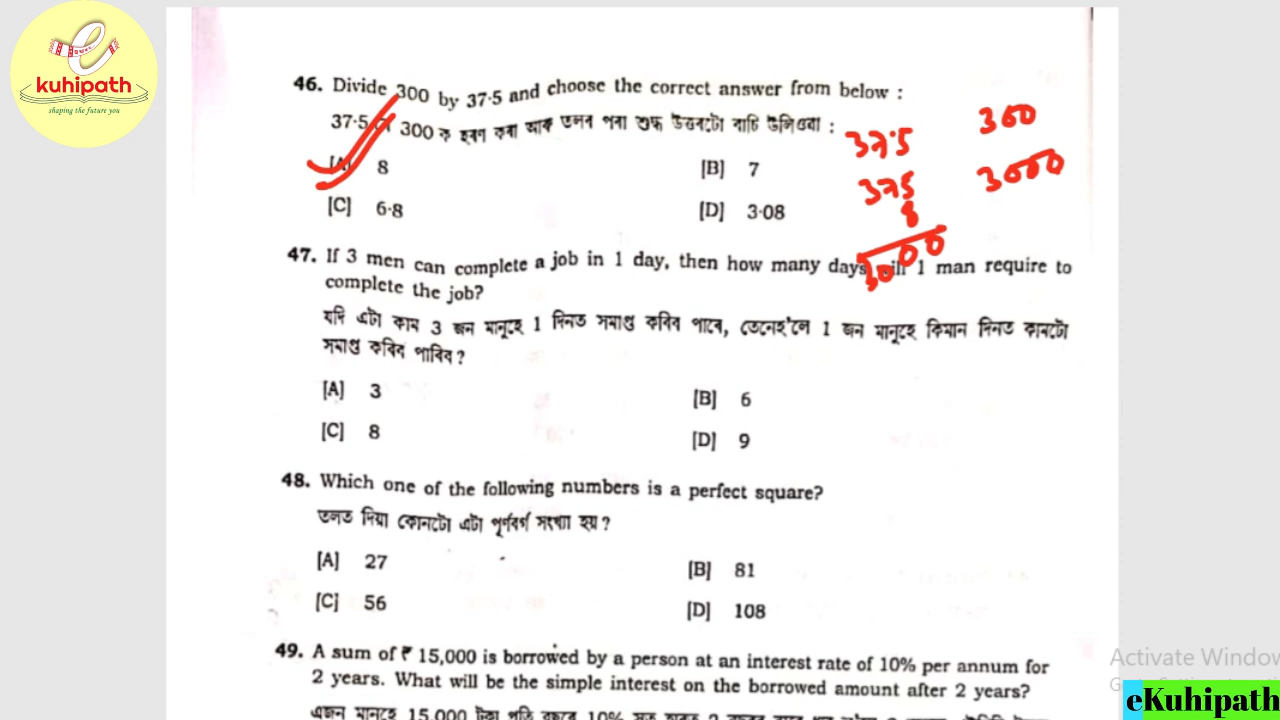 kuhipath
shaping the future you
46. Divide 300 by 37·5 and choose the correct answer from below :
37·5 300 ক হৰণ কৰা আৰু তলৰ পৰা শুদ্ধ উত্তৰটো বাচি উলিওৱা :
[A] 8
[B] 7
[C] 6·8
[D] 3·08
37.5 300
375 3000
8
3000
47. If 3 men can complete a job in 1 day, then how many days will 1 man require to
complete the job?
যদি এটা কাম 3 জন মানুহে 1 দিনত সমাপ্ত কৰিব পাৰে, তেনেহ'লে 1 জন মানুহে কিমান দিনত কামটো
সমাপ্ত কৰিব পাৰিব?
[A] 3
[B] 6
[C] 8
[D] 9
48. Which one of the following numbers is a perfect square?
তলত দিয়া কোনটো এটা পূৰ্ণবৰ্গ সংখ্যা হয়?
[A] 27
[B] 81
[C] 56
[D] 108
49. A sum of ₹ 15,000 is borrowed by a person at an interest rate of 10% per annum for
2 years. What will be the simple interest on the borrowed amount after 2 years?
15,000 10% 2
Activate Window
eKuhipath